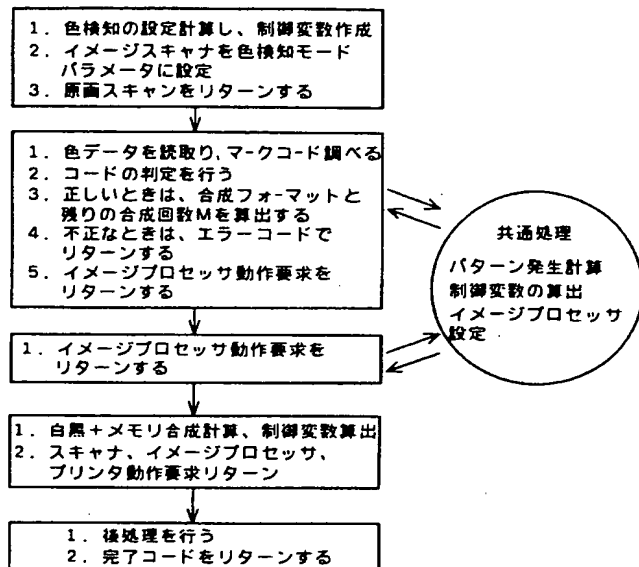 1. 色検知の設定計算し、制御変数作成
2. イメージスキャナを色検知モード
パラメータに設定
3. 原画スキャンをリターンする
1. 色データを読取り、マークコード調べる
2. コードの判定を行う
3. 正しいときは、合成フォーマットと
残りの合成回数Mを算出する
4. 不正なときは、エラーコードで
リターンする
5. イメージプロセッサ動作要求を
リターンする
共通処理
パターン発生計算
制御変数の算出
イメージプロセッサ
設定
1. イメージプロセッサ動作要求を
リターンする
1. 白黒+メモリ合成計算、制御変数算出
2. スキャナ、イメージプロセッサ、
プリンタ動作要求リターン
1. 後処理を行う
2. 完了コードをリターンする